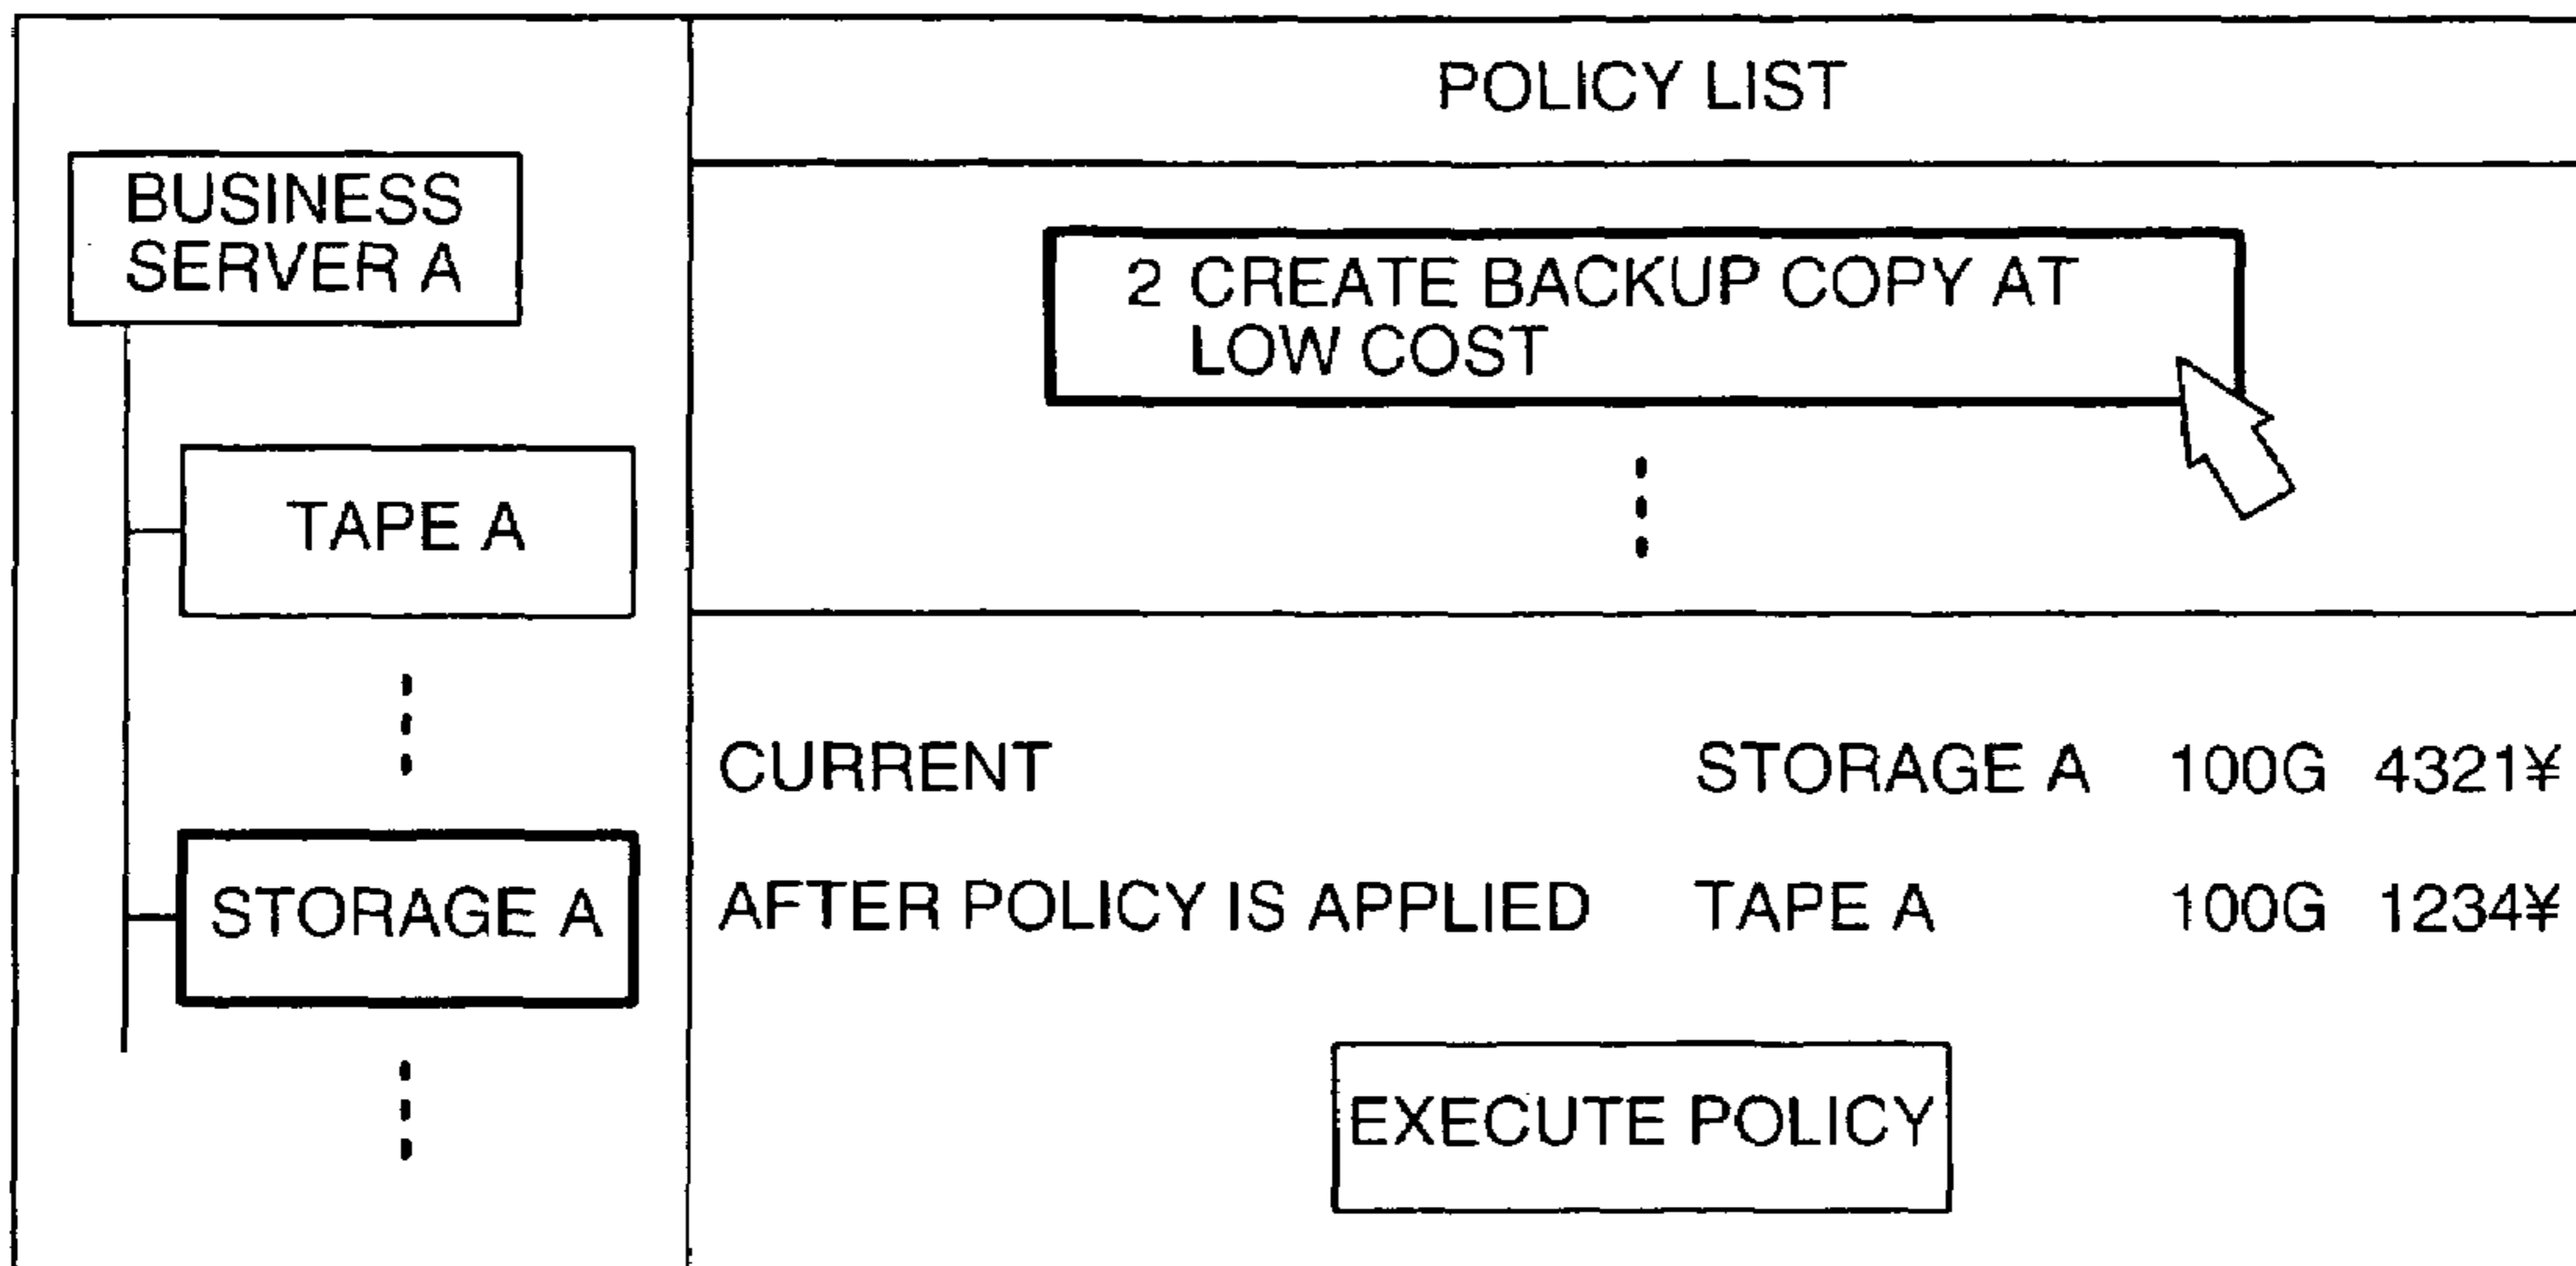 BUSINESS
SERVER A
TAPE A
STORAGE A
POLICY LIST
2 CREATE BACKUP COPY AT
LOW COST
CURRENT STORAGE A 100G 4321¥
AFTER POLICY IS APPLIED TAPE A 100G 1234¥
EXECUTE POLICY